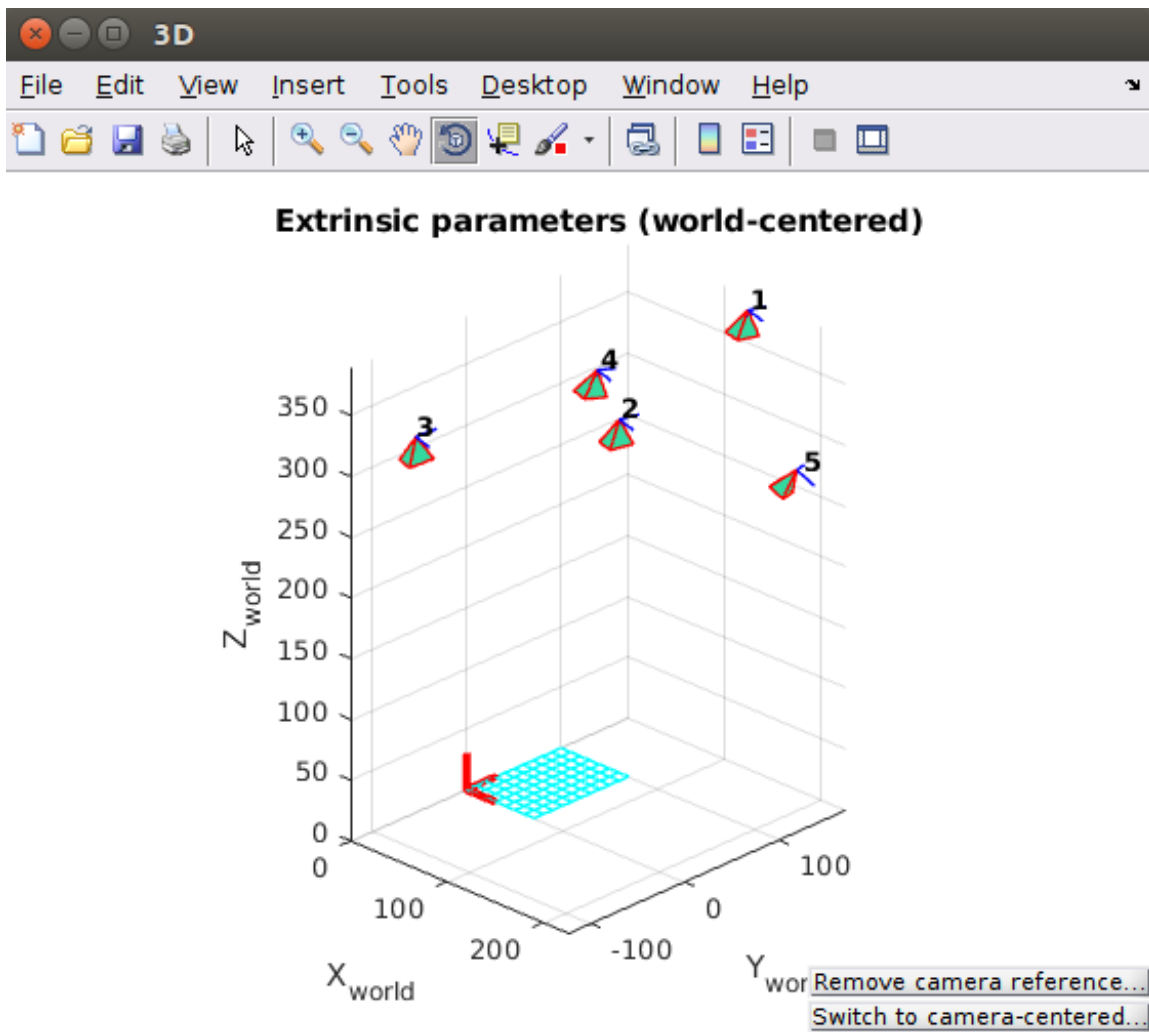 3D
File Edit View Insert Tools Desktop Window Help
Extrinsic parameters (world-centered)
1
4
2
3
5
350
300
250
200
150
100
50
0
Zworld
0
100
200
Xworld
-100
0
100
Ywor
Remove camera reference...
Switch to camera-centered...